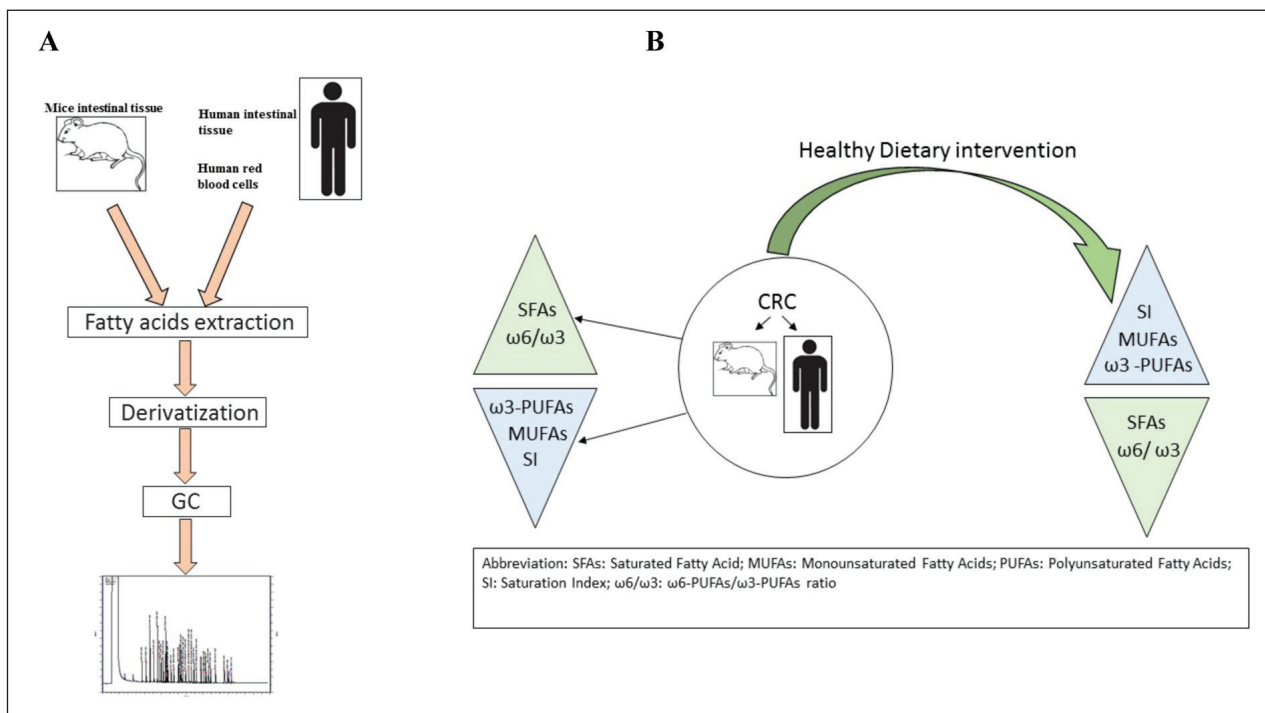 A
Mice intestinal tissue
Human intestinal
tissue
Human red
blood cells
Fatty acids extraction
Derivatization
GC
B
Healthy Dietary intervention
SFAs
ω6/ω3
ω3-PUFAs
MUFAs
SI
CRC
SI
MUFAs
ω3 -PUFAs
SFAs
ω6/ ω3
Abbreviation: SFAs: Saturated Fatty Acid; MUFAs: Monounsaturated Fatty Acids; PUFAs: Polyunsaturated Fatty Acids;
SI: Saturation Index; ω6/ω3: ω6-PUFAs/ω3-PUFAs ratio